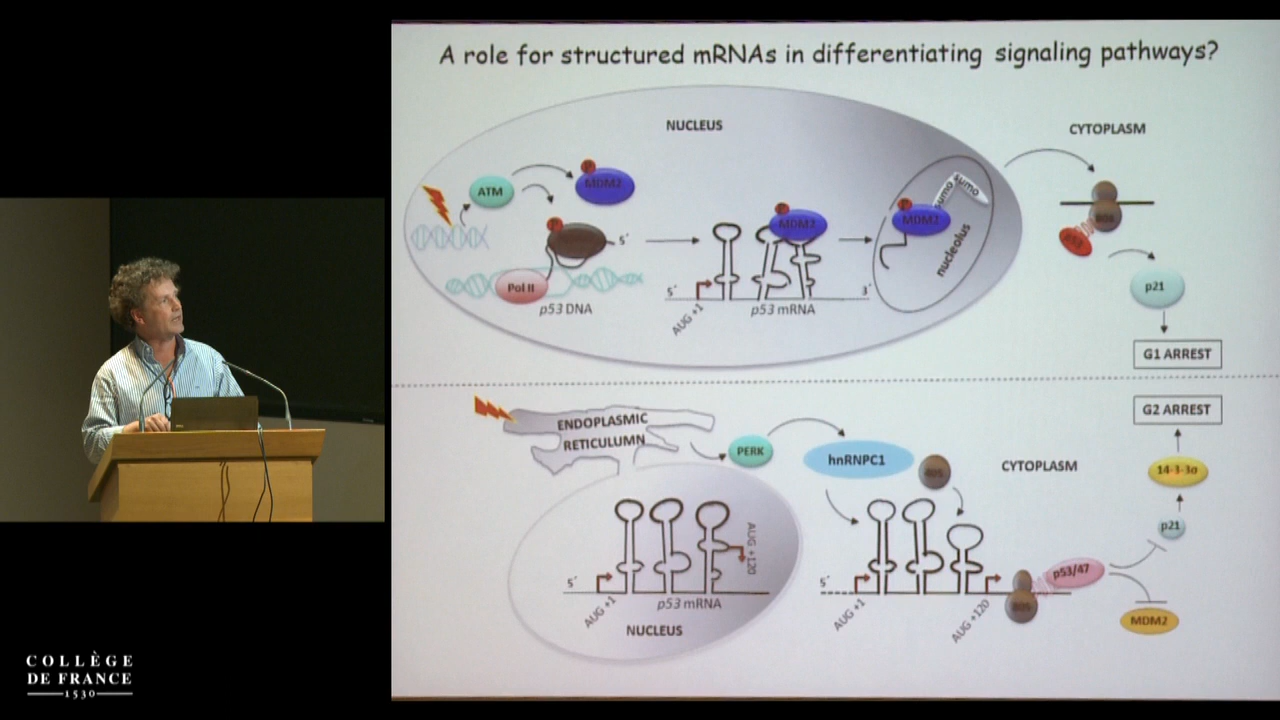 A role for structured mRNAs in differentiating signaling pathways?
NUCLEUS
CYTOPLASM
ATM
P
MDM2
P
5´
Pol II
p53 DNA
5´
AUG +1
P
MDM2
p53 mRNA
3´
P
MDM2
sumo
sumo
nucleolus
p53
p21
G1 ARREST
ENDOPLASMIC
RETICULUMN
PERK
hnRNPC1
40S
CYTOPLASM
G2 ARREST
14-3-3σ
p21
5´
AUG +1
p53 mRNA
AUG +120
NUCLEUS
5´
AUG +1
AUG +120
60S
p53/47
MDM2
COLLÈGE
DE FRANCE
1530